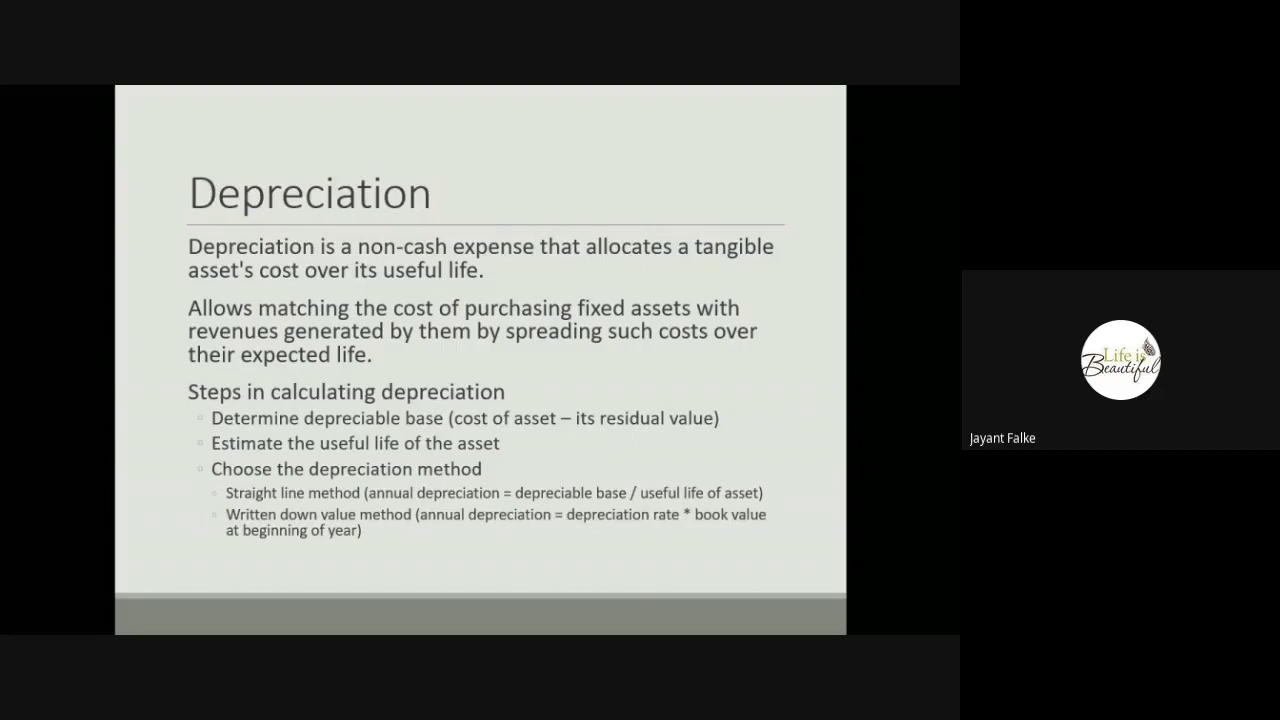 Depreciation
Depreciation is a non-cash expense that allocates a tangible
asset's cost over its useful life.
Allows matching the cost of purchasing fixed assets with
revenues generated by them by spreading such costs over
their expected life.
Steps in calculating depreciation
Determine depreciable base (cost of asset – its residual value)
Estimate the useful life of the asset
Choose the depreciation method
Straight line method (annual depreciation = depreciable base / useful life of asset)
Written down value method (annual depreciation = depreciation rate * book value
at beginning of year)
Life is
Beautiful
Jayant Falke